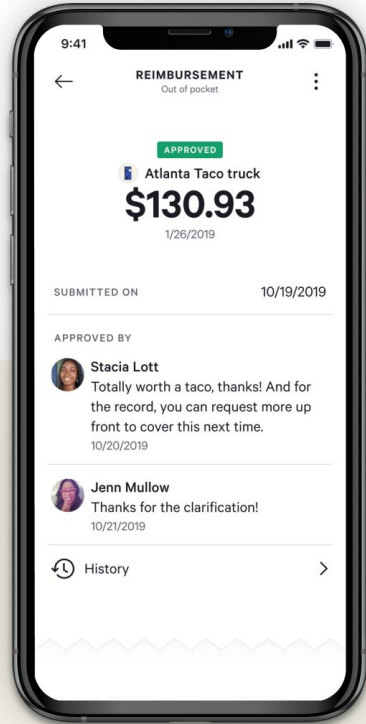 9:41
REIMBURSEMENT
Out of pocket
APPROVED
Atlanta Taco truck
$130.93
1/26/2019
SUBMITTED ON 10/19/2019
APPROVED BY
Stacia Lott
Totally worth a taco, thanks! And for
the record, you can request more up
front to cover this next time.
10/20/2019
Jenn Mullow
Thanks for the clarification!
10/21/2019
History